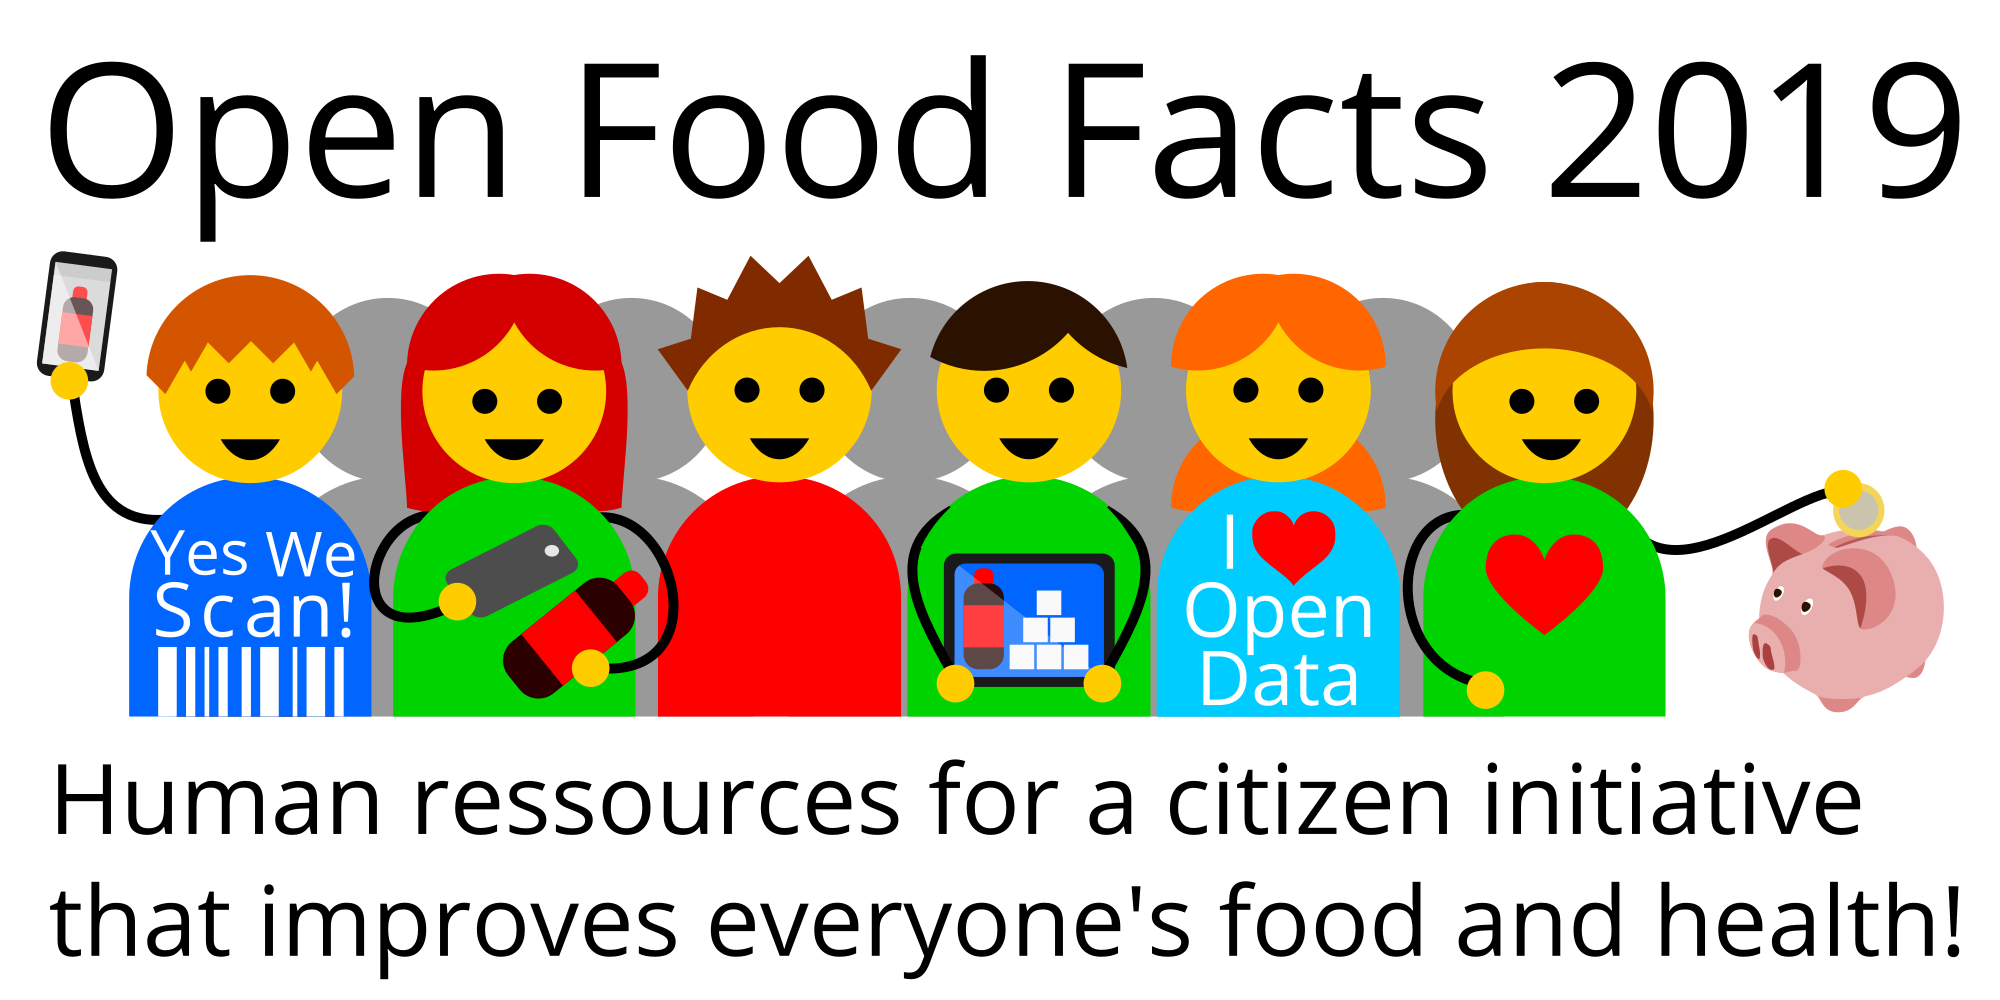 Open Food Facts 2019
Yes We
Scan!
I ❤
Open
Data
Human ressources for a citizen initiative
that improves everyone's food and health!